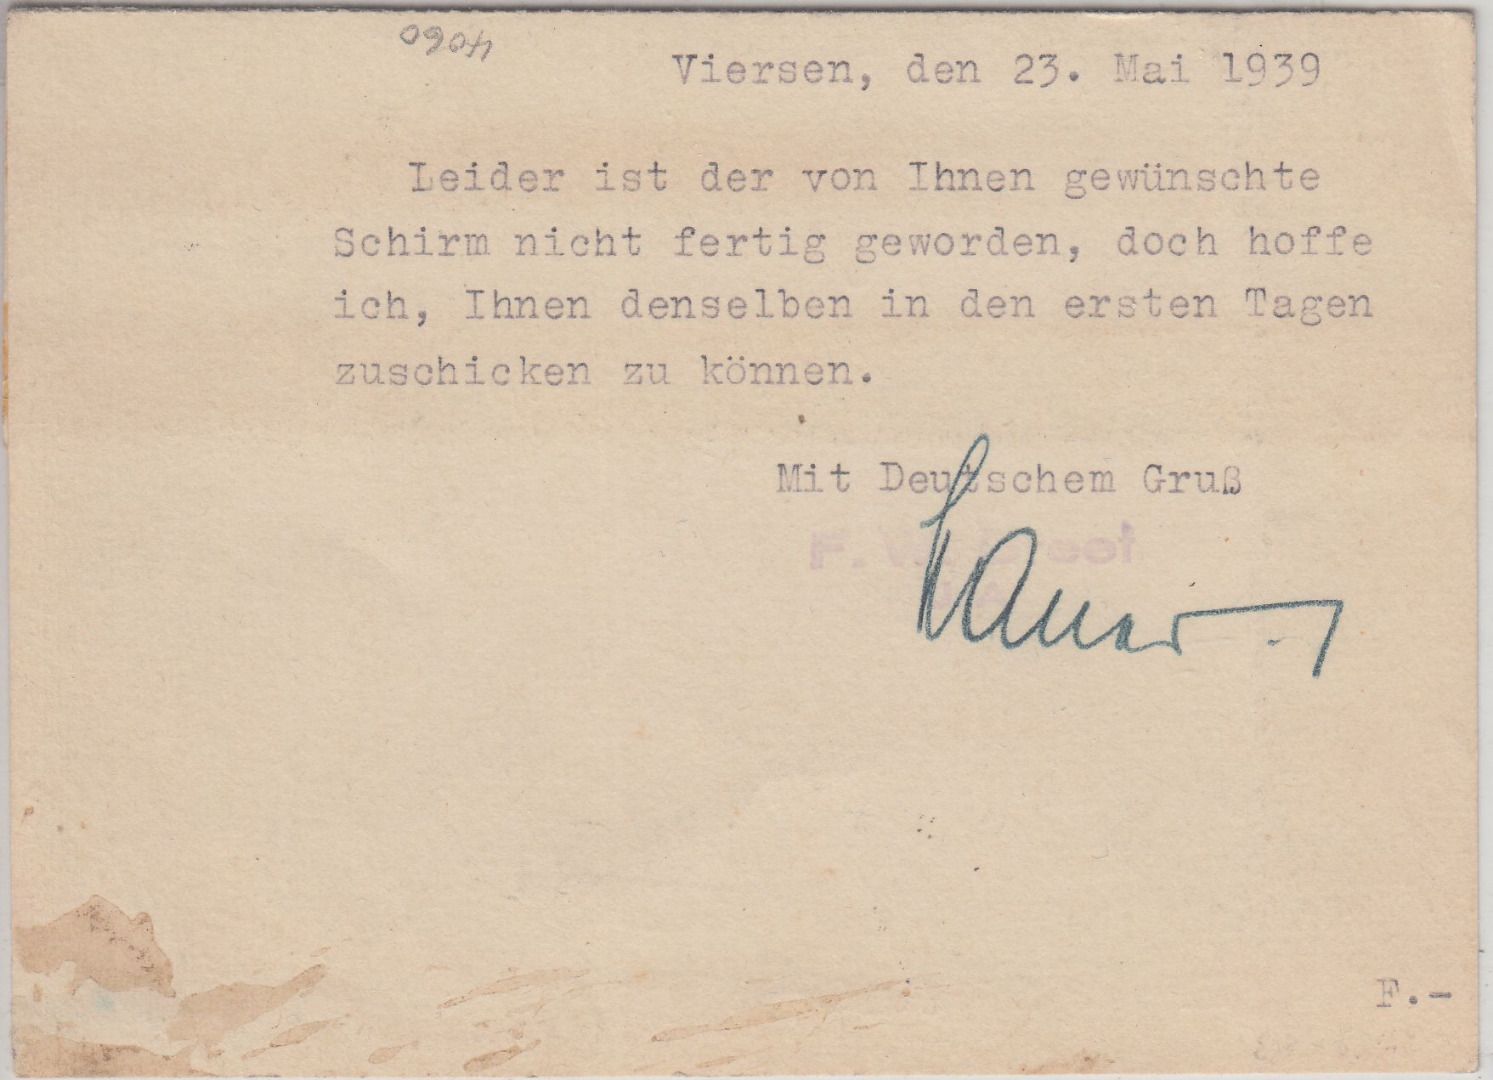 0904
Viersen, den 23. Mai 1939
Leider ist der von Ihnen gewünschte
Schirm nicht fertig geworden, doch hoffe
ich, Ihnen denselben in den ersten Tagen
zuschicken zu können.
Mit Deutschem Gruß
F.
F.-